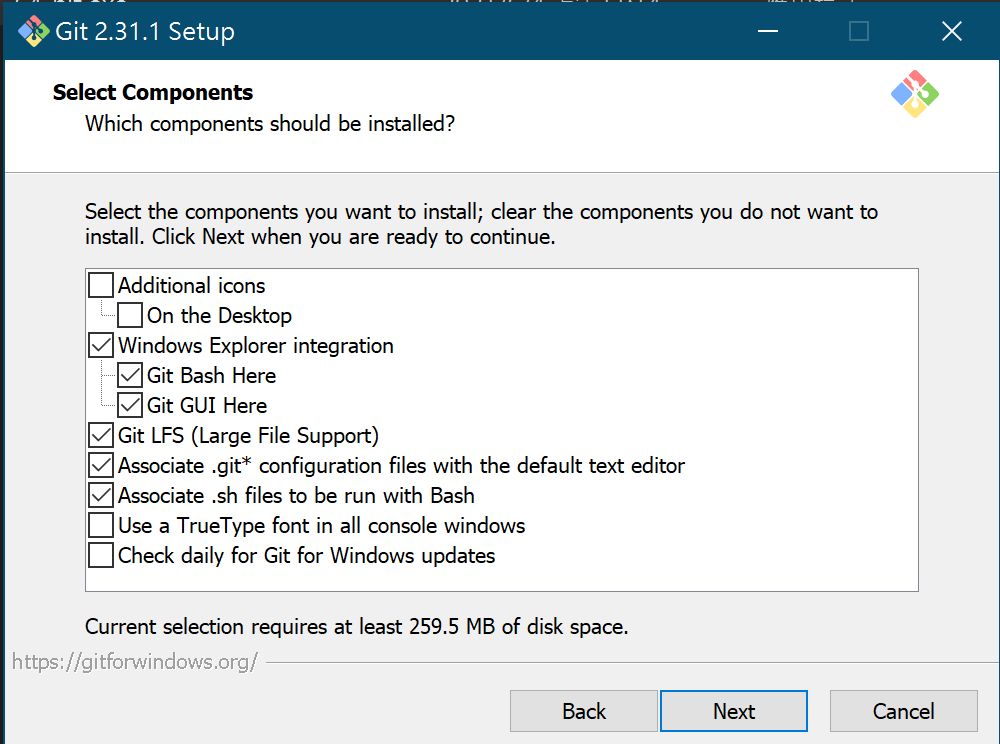 Git 2.31.1 Setup
Select Components
Which components should be installed?
Select the components you want to install; clear the components you do not want to
install. Click Next when you are ready to continue.
Additional icons
On the Desktop
Windows Explorer integration
Git Bash Here
Git GUI Here
Git LFS (Large File Support)
Associate .git* configuration files with the default text editor
Associate .sh files to be run with Bash
Use a TrueType font in all console windows
Check daily for Git for Windows updates
Current selection requires at least 259.5 MB of disk space.
https://gitforwindows.org/
Back
Next
Cancel